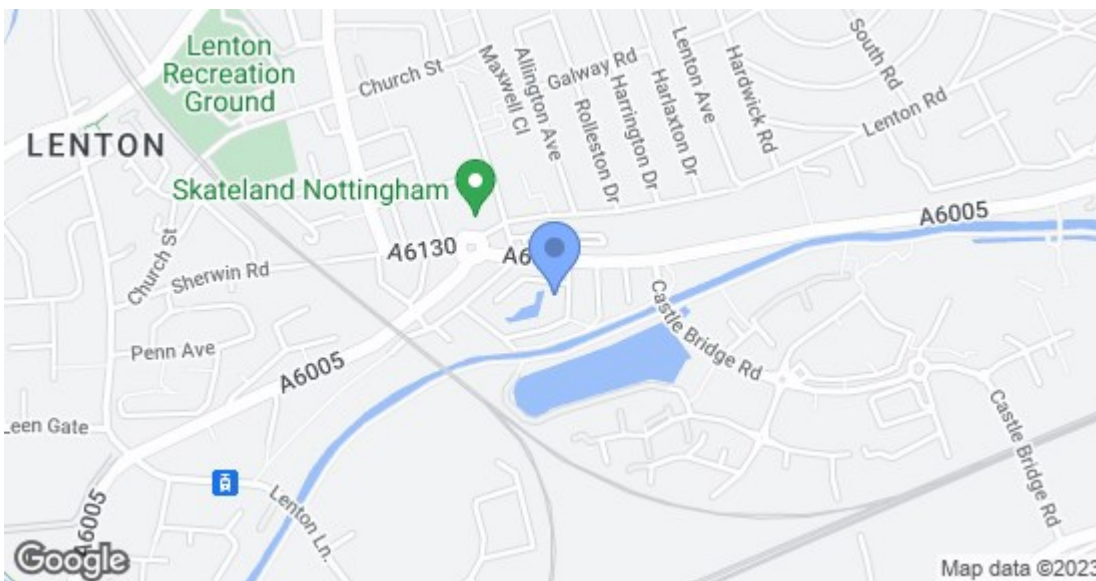 Lenton
Recreation
Ground
LENTON
Church St
Maxwell Cl
Allington Ave
Galway Rd
Rolleston Dr
Harrington Dr
Harlaxton Dr
Lenton Ave
Hardwick Rd
South Rd
Lenton Rd
Skateland Nottingham
A6130
A6005
Church St
Sherwin Rd
Penn Ave
A6005
Castle Bridge Rd
Castle Bridge Rd
Leen Gate
A6005
Lenton Ln.
Google
Map data ©2023